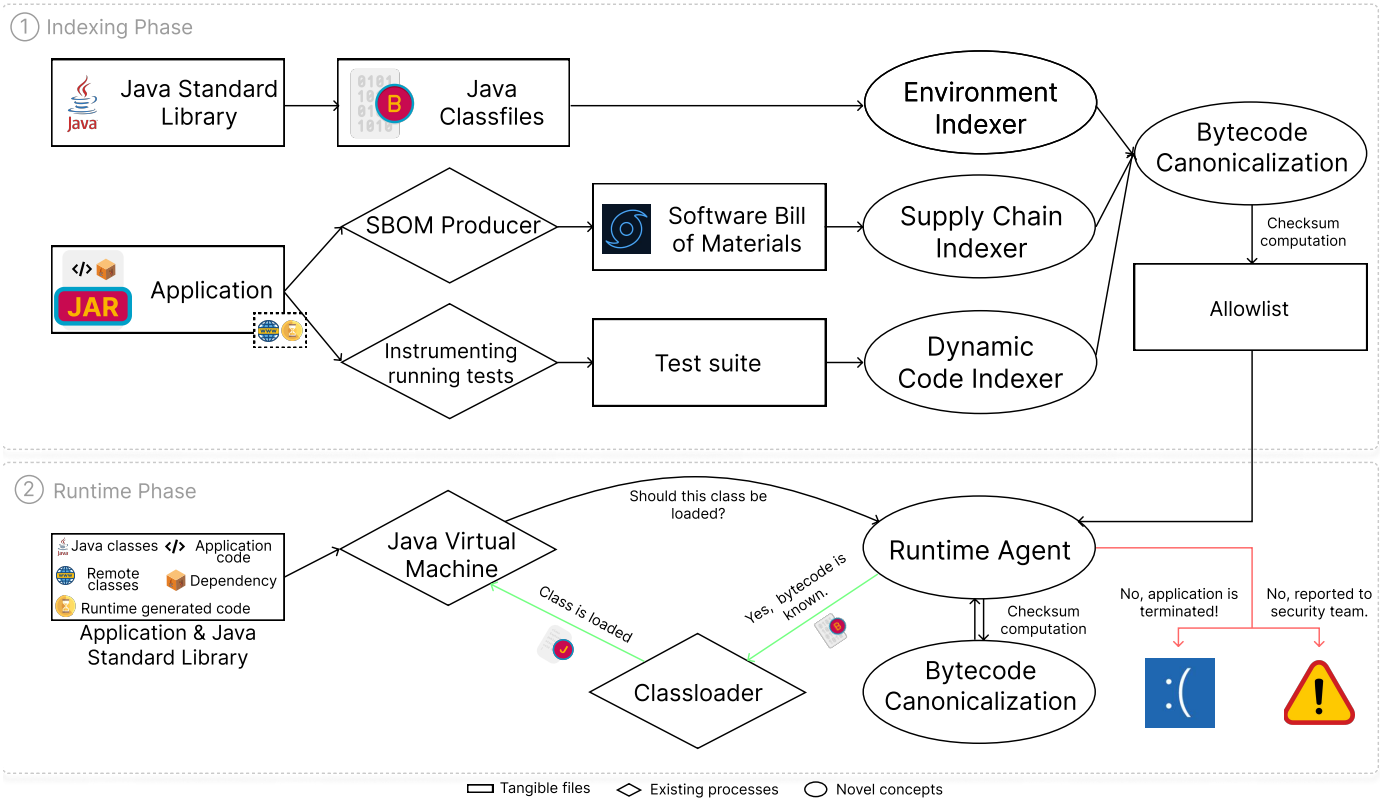 1 Indexing Phase
Java
Java Standard
Library
0101
10
01
1010
B
Java
Classfiles
Environment
Indexer
Bytecode
Canonicalization
SBOM Producer
Software Bill
of Materials
Supply Chain
Indexer
Checksum
computation
</>
JAR
Application
WWW
Instrumenting
running tests
Test suite
Dynamic
Code Indexer
Allowlist
2 Runtime Phase
Java classes
</> Application
code
WWW
Remote
classes
Dependency
Runtime generated code
Application & Java
Standard Library
Java Virtual
Machine
Should this class be
loaded?
Runtime Agent
Yes, bytecode is
known.
B
Class is loaded
J
Classloader
Checksum
computation
Bytecode
Canonicalization
No, application is
terminated!
No, reported to
security team.
:(
!
Tangible files
Existing processes
Novel concepts